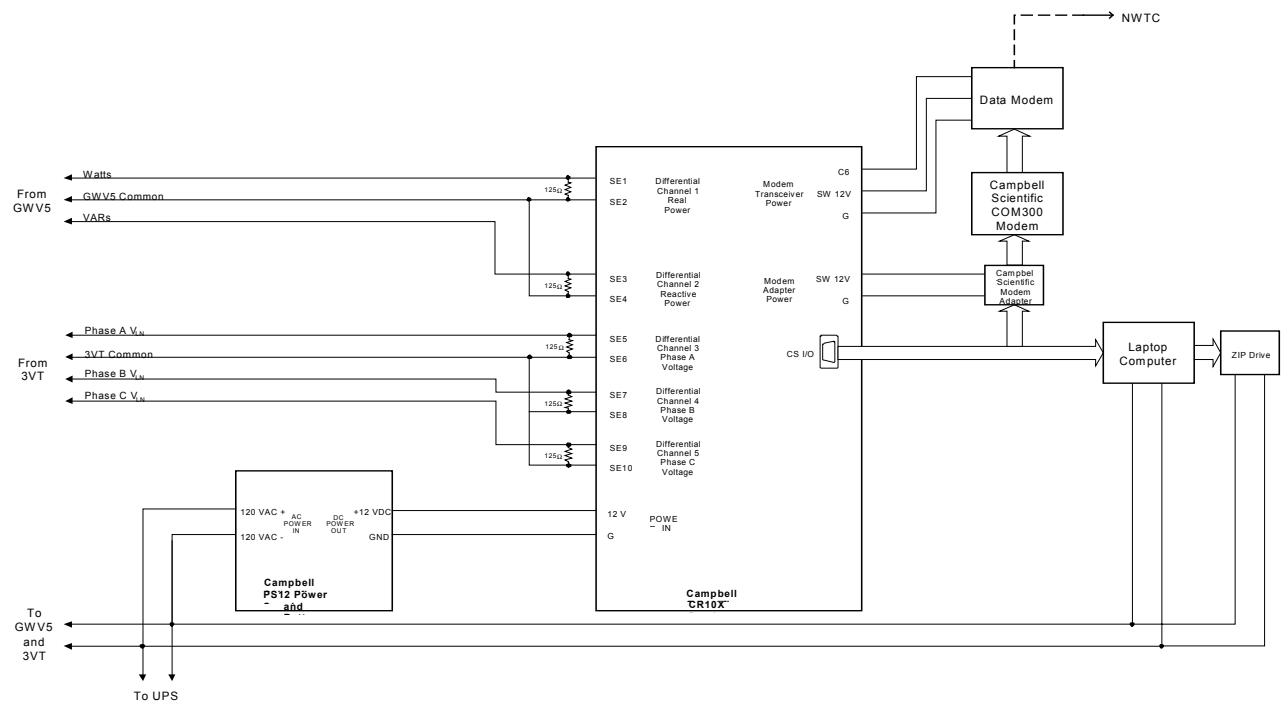 NWTC
Data Modem
Campbell
Scientific
COM300
Modem
Campbel
Scientific
Modem
Adapter
Laptop
Computer
ZIP Drive
From
GWV5
Watts
GWV5 Common
VARs
125Ω
125Ω
From
3VT
Phase A VLN
3VT Common
Phase B VLN
Phase C VLN
125Ω
125Ω
125Ω
SE1
SE2
Differential
Channel 1
Real
Power
Modem
Transceiver
Power
C6
SW 12V
G
SE3
SE4
Differential
Channel 2
Reactive
Power
Modem
Adapter
Power
SW 12V
G
SE5
SE6
Differential
Channel 3
Phase A
Voltage
CS I/O
SE7
SE8
Differential
Channel 4
Phase B
Voltage
SE9
SE10
Differential
Channel 5
Phase C
Voltage
12 V
G
POWE
IN
Campbell
CR10X
120 VAC +
120 VAC -
AC
POWER
IN
DC
POWER
OUT
+12 VDC
GND
Campbell
PS12 Power
and
To
GWV5
and
3VT
To UPS